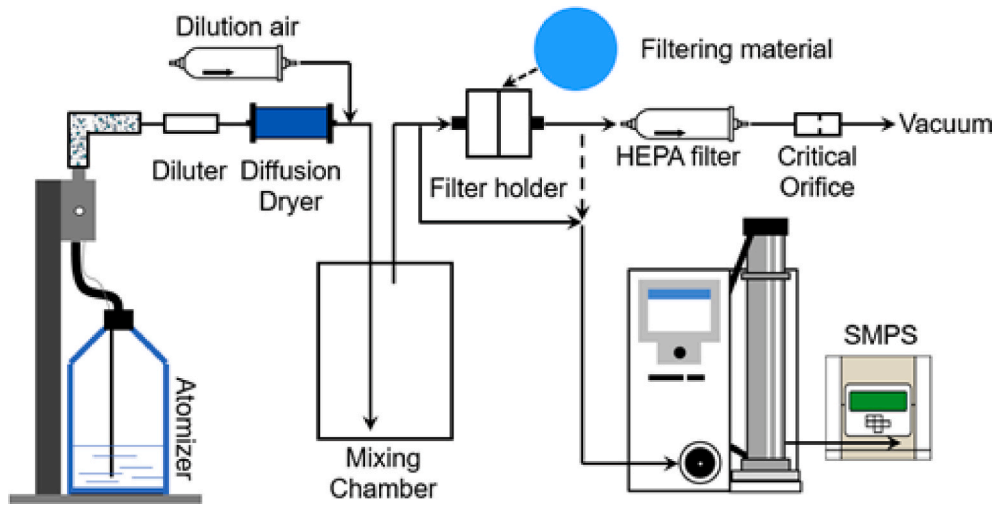 Dilution air
Filtering material
Diluter
Diffusion
Dryer
Filter holder
HEPA filter
Critical
Orifice
Vacuum
Atomizer
Mixing
Chamber
SMPS